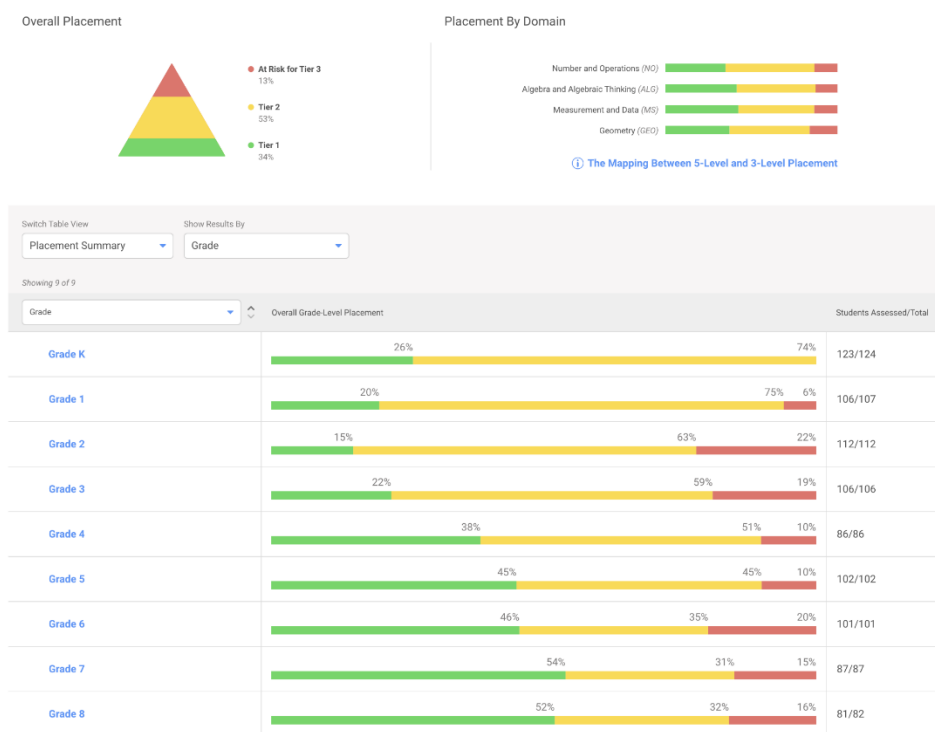 Overall Placement
Placement By Domain
At Risk for Tier 3
13%
Tier 2
53%
Tier 1
34%
Number and Operations (NO)
Algebra and Algebraic Thinking (ALG)
Measurement and Data (MS)
Geometry (GEO)
The Mapping Between 5-Level and 3-Level Placement
Switch Table View
Show Results By
Placement Summary
Grade
Showing 9 of 9
Grade
Overall Grade-Level Placement
Students Assessed/Total
Grade K 26% 74% 123/124
Grade 1 20% 75% 6% 106/107
Grade 2 15% 63% 22% 112/112
Grade 3 22% 59% 19% 106/106
Grade 4 38% 51% 10% 86/86
Grade 5 45% 45% 10% 102/102
Grade 6 46% 35% 20% 101/101
Grade 7 54% 31% 15% 87/87
Grade 8 52% 32% 16% 81/82